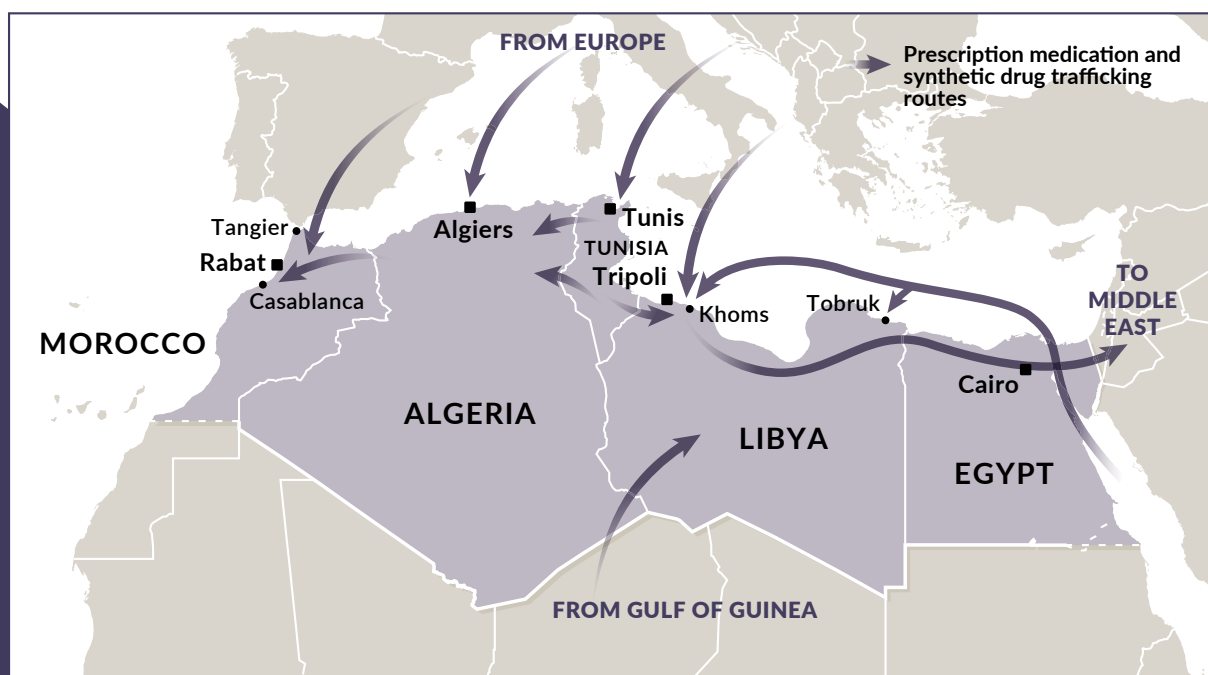 FROM EUROPE
Prescription medication and
synthetic drug trafficking
routes
Tangier
Algiers
Tunis
TUNISIA
Rabat
Tripoli
TO
MIDDLE
EAST
Casablanca
Khoms
Tobruk
MOROCCO
Cairo
ALGERIA
LIBYA
EGYPT
FROM GULF OF GUINEA